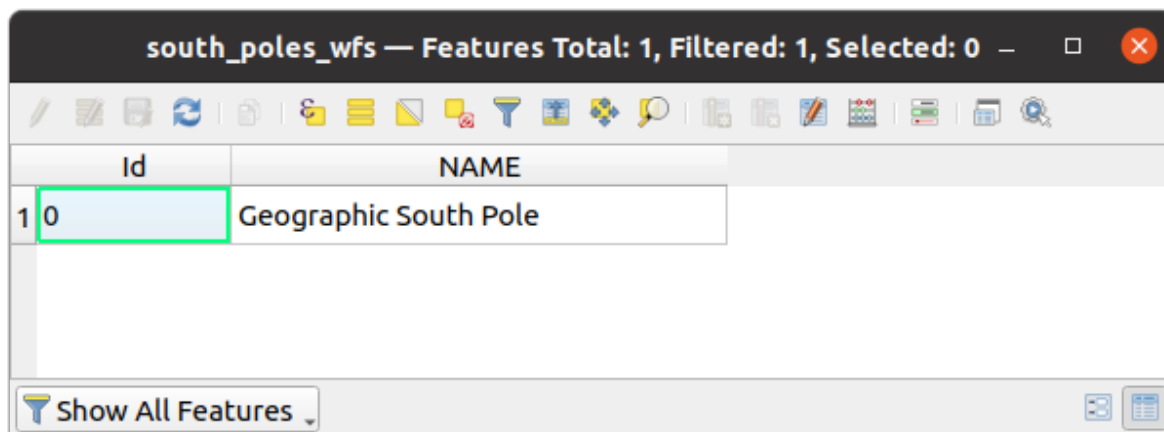 south_poles_wfs — Features Total: 1, Filtered: 1, Selected: 0
Id NAME
1 0 Geographic South Pole
Show All Features